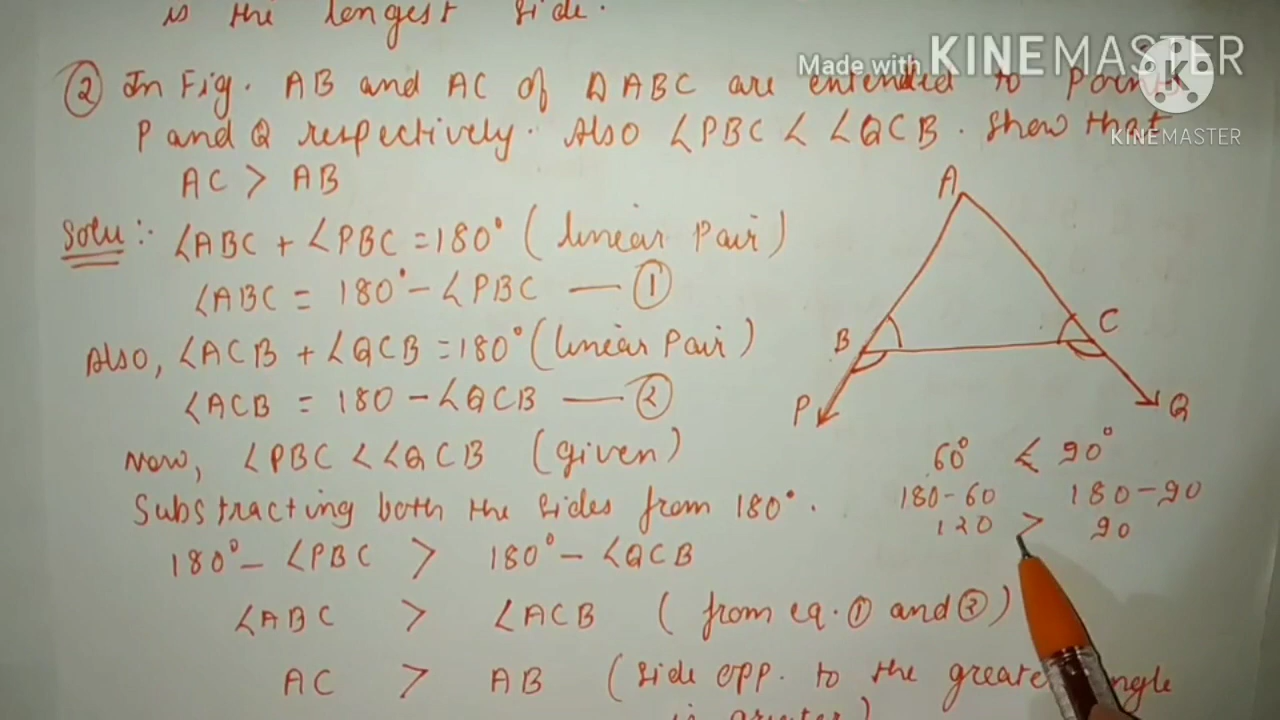 is the longest side.
Made with KINEMASTER
KINEMASTER
② In Fig. AB and AC of ΔABC are extended to
P and Q respectively. Also ∠PBC < ∠QCB. Show that
AC > AB
Solu :- ∠ABC + ∠PBC = 180° (linear Pair)
∠ABC = 180° - ∠PBC — ①
Also, ∠ACB + ∠QCB = 180° (linear Pair)
∠ACB = 180 - ∠QCB — ②
Now, ∠PBC < ∠QCB (given)
Substracting both the sides from 180°.
180° - ∠PBC > 180° - ∠QCB
∠ABC > ∠ACB (from eq. ① and ②)
AC > AB (side opp. to the greater angle
is greater)
A
B
C
P
Q
60° < 90°
180-60 180-90
120 > 90